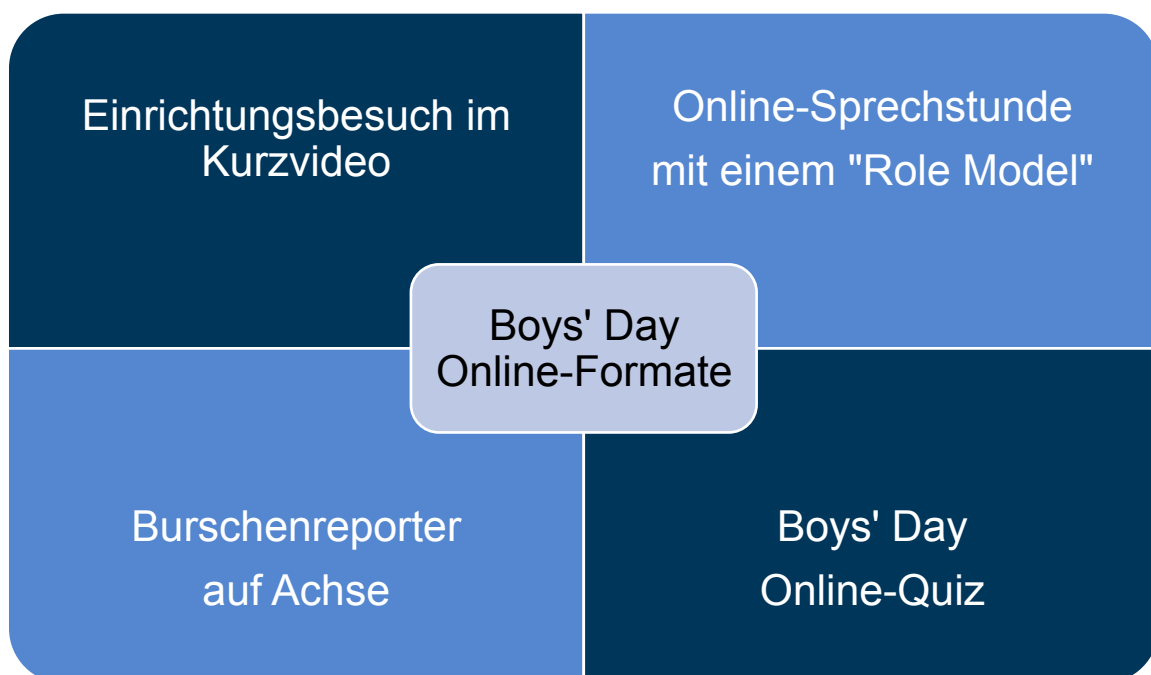 Einrichtungsbesuch im
Kurzvideo
Online-Sprechstunde
mit einem "Role Model"
Boys' Day
Online-Formate
Burschenreporter
auf Achse
Boys' Day
Online-Quiz